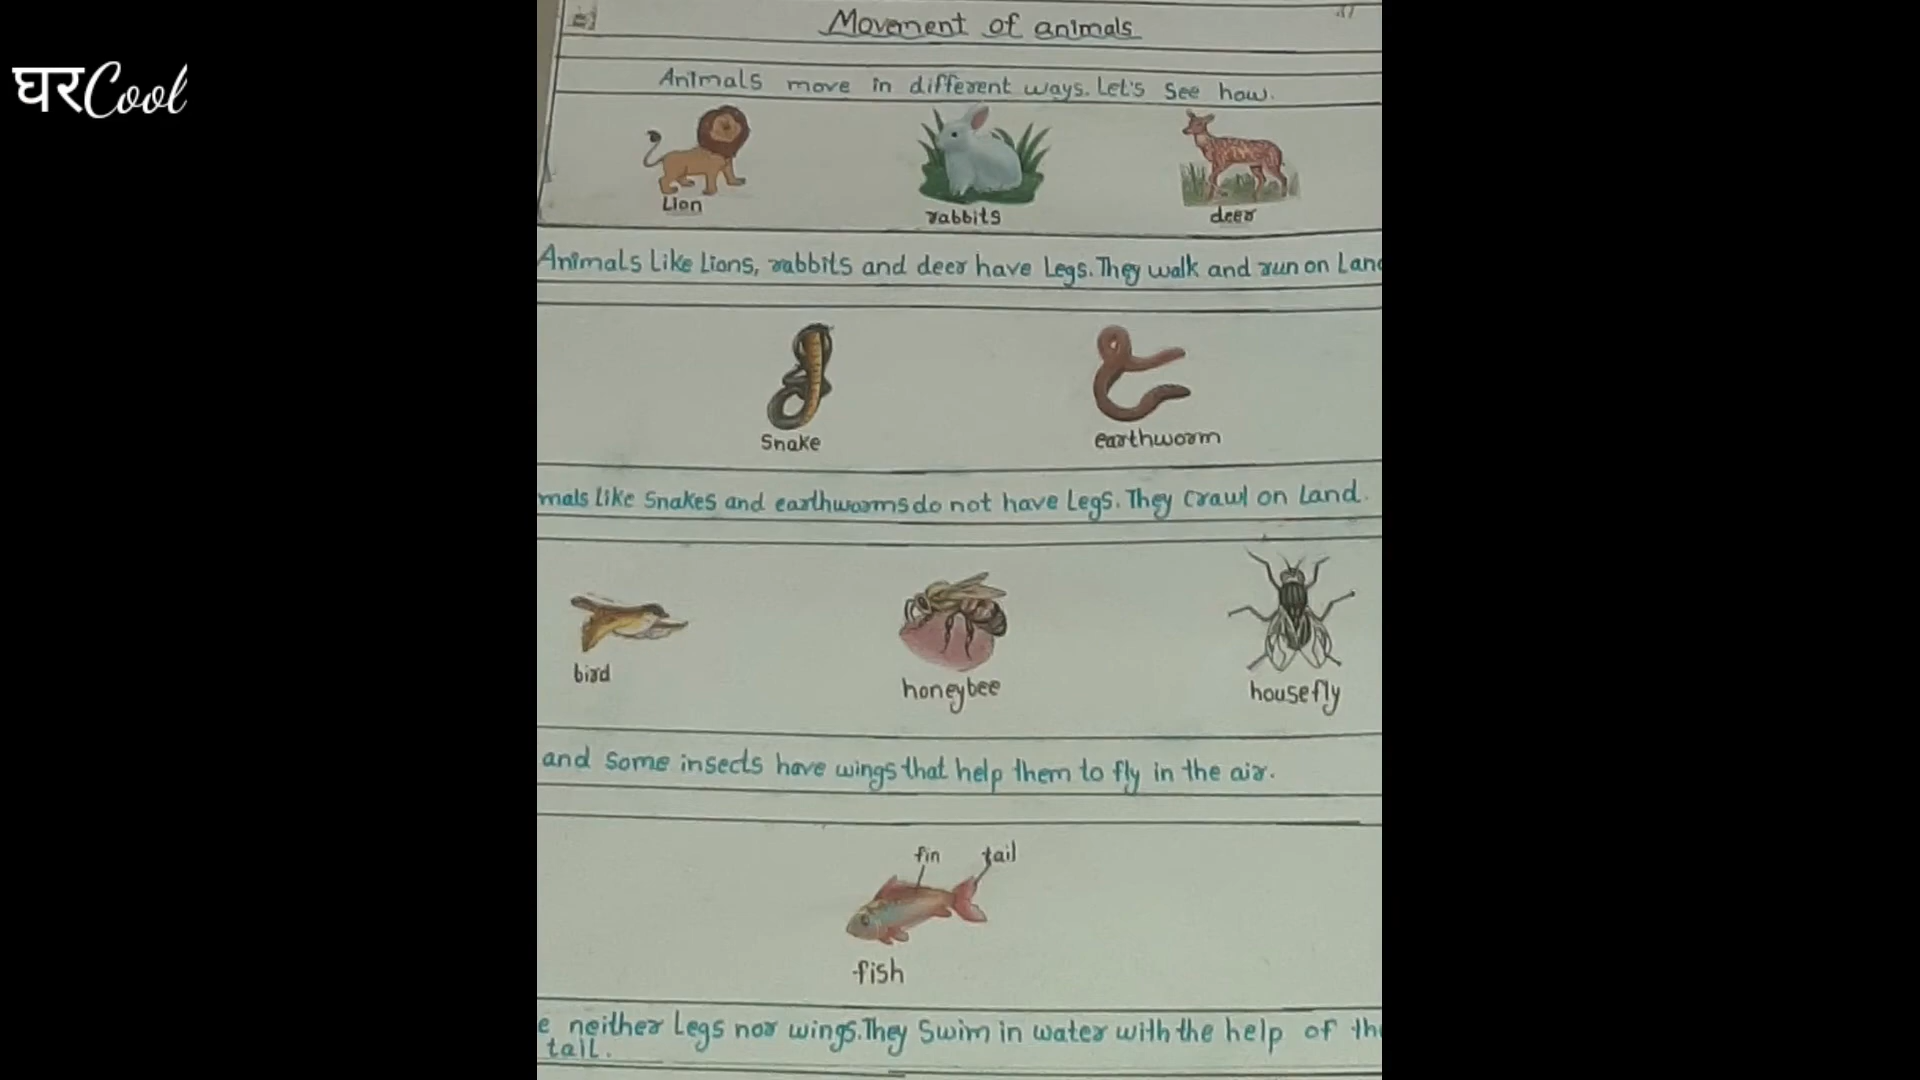 घरCool
Movement of animals
Animals move in different ways. Let's see how.
Lion rabbits deer
Animals Like Lions, rabbits and deer have Legs. They walk and run on Lan
Snake earthworm
mals like Snakes and earthworms do not have Legs. They Crawl on Land.
bird honeybee housefly
and some insects have wings that help them to fly in the air.
fin tail
fish
e neither Legs nor wings. They Swim in water with the help of th
tail.